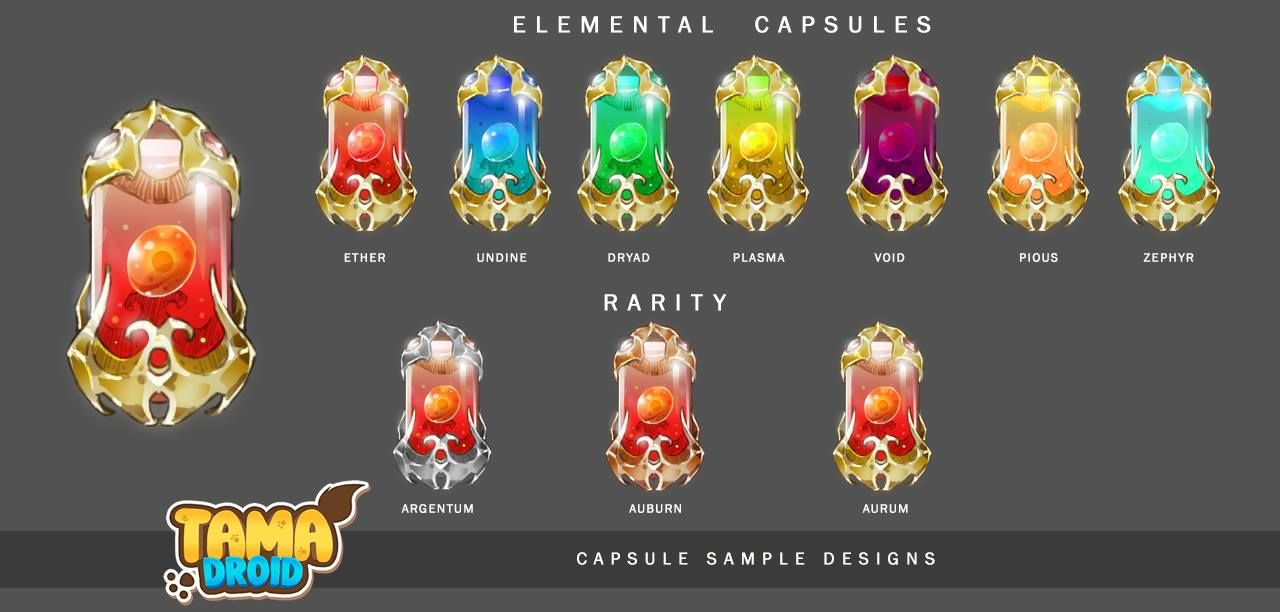 ELEMENTAL CAPSULES
ETHER UNDINE DRYAD PLASMA VOID PIOUS ZEPHYR
RARITY
ARGENTUM AUBURN AURUM
TAMA
DROID
CAPSULE SAMPLE DESIGNS